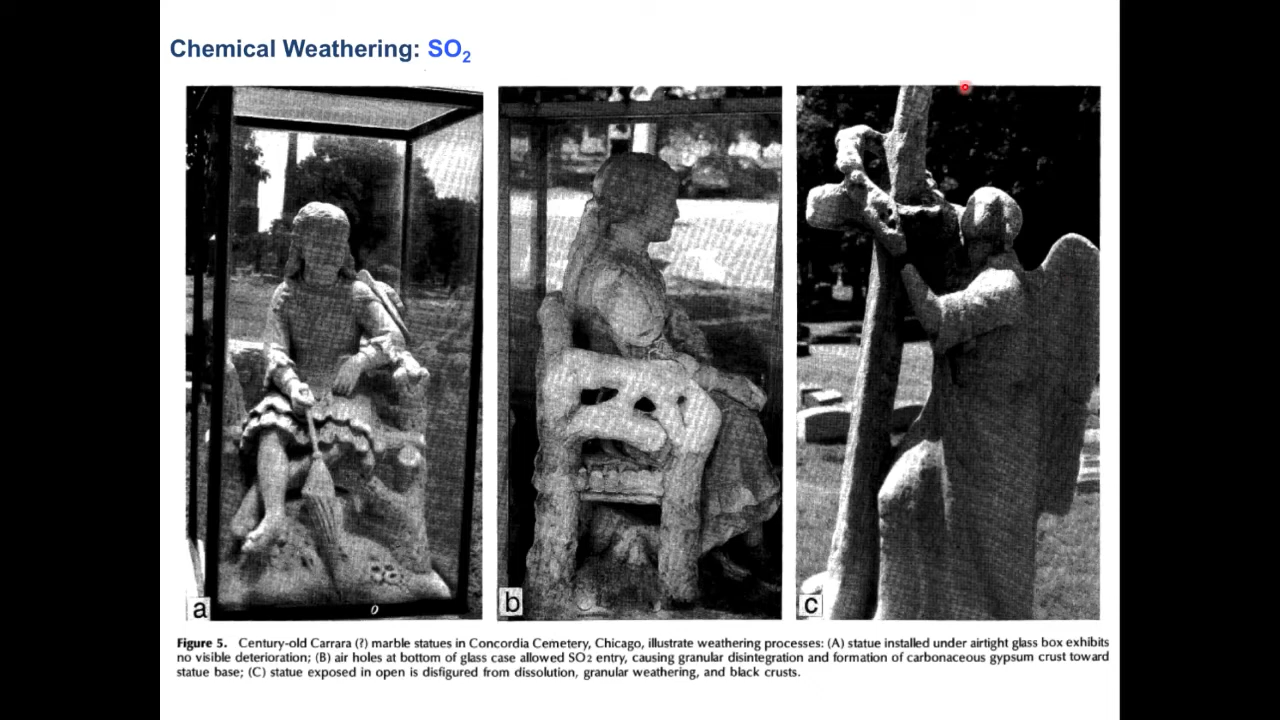 Chemical Weathering: SO2
a
b
c
Figure 5. Century-old Carrara (?) marble statues in Concordia Cemetery, Chicago, illustrate weathering processes: (A) statue installed under airtight glass box exhibits
no visible deterioration; (B) air holes at bottom of glass case allowed SO2 entry, causing granular disintegration and formation of carbonaceous gypsum crust toward
statue base; (C) statue exposed in open is disfigured from dissolution, granular weathering, and black crusts.